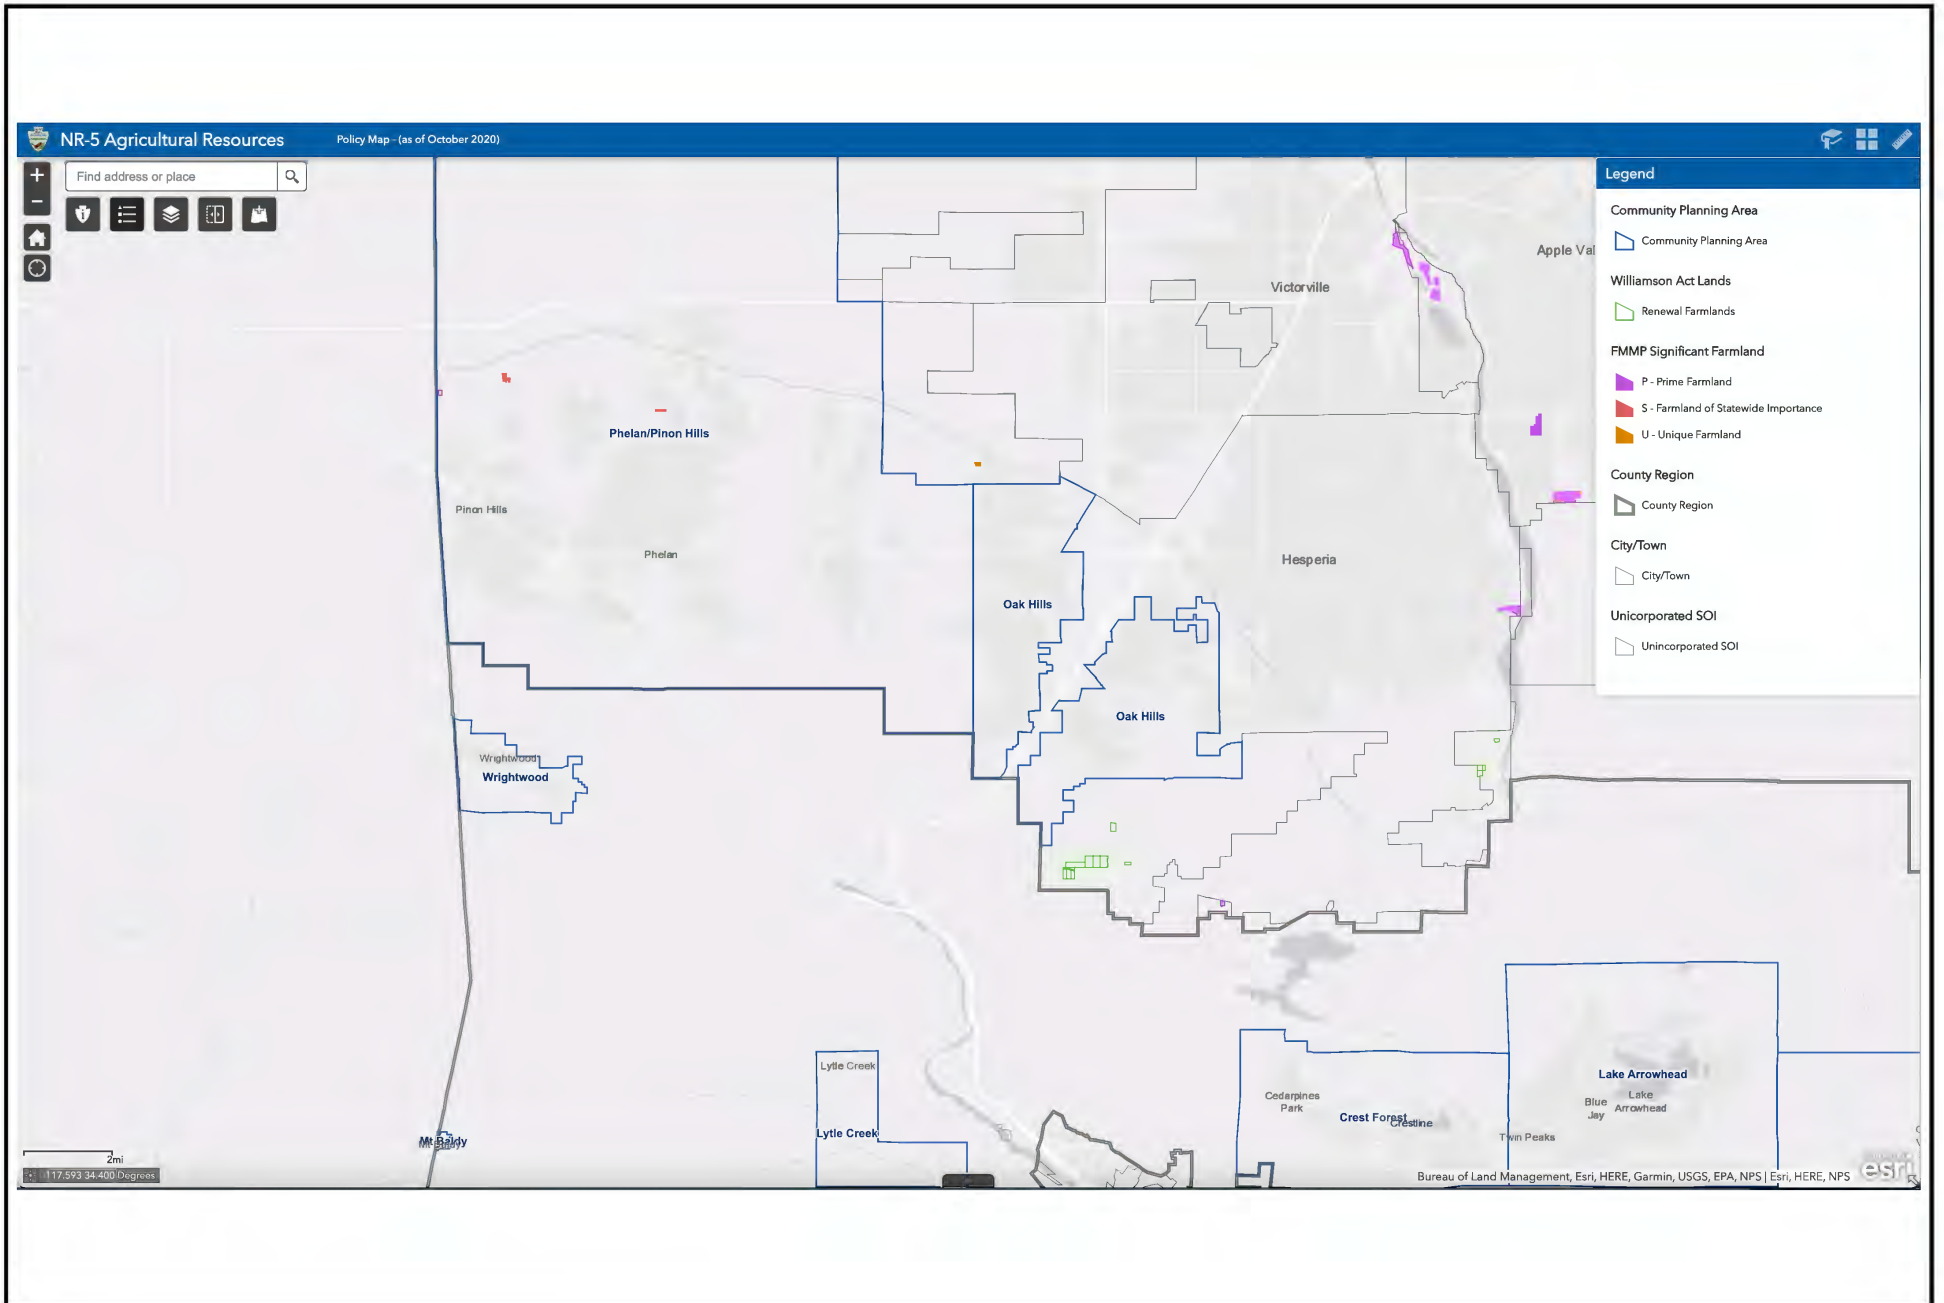 NR-5 Agricultural Resources
Policy Map - (as of October 2020)
+
Find address or place
−
Legend
Community Planning Area
Community Planning Area
Williamson Act Lands
Renewal Farmlands
FMMP Significant Farmland
P - Prime Farmland
S - Farmland of Statewide Importance
U - Unique Farmland
County Region
County Region
City/Town
City/Town
Unicorporated SOI
Unincorporated SOI
Apple Val
Victorville
Phelan/Pinon Hills
Pinon Hills
Phelan
Hesperia
Oak Hills
Oak Hills
Wrightwood
Wrightwood
Lytle Creek
Lytle Creek
Mt Baldy
Mt Baldy
Cedarpines
Park
Crest Forest
Crestline
Lake Arrowhead
Blue
Jay
Lake
Arrowhead
Twin Peaks
2mi
-117.593 34.400 Degrees
Bureau of Land Management, Esri, HERE, Garmin, USGS, EPA, NPS | Esri, HERE, NPS
esri